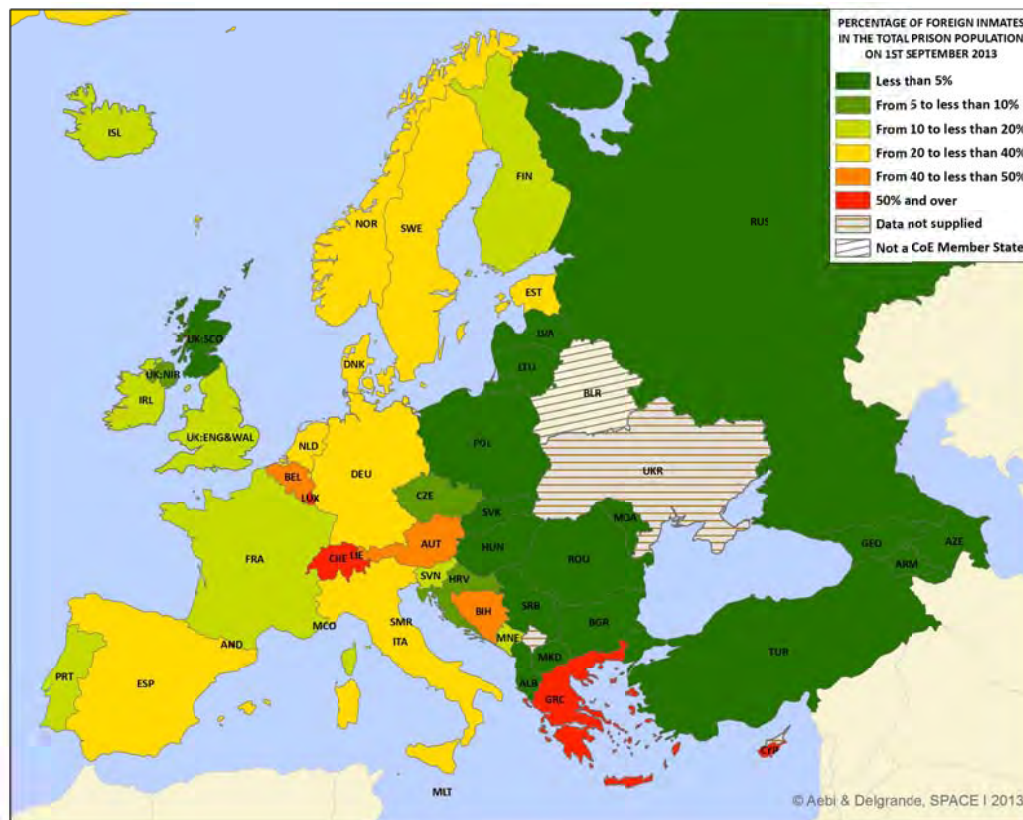 PERCENTAGE OF FOREIGN INMATES
IN THE TOTAL PRISON POPULATION
ON 1ST SEPTEMBER 2013
Less than 5%
From 5 to less than 10%
From 10 to less than 20%
From 20 to less than 40%
From 40 to less than 50%
50% and over
Data not supplied
Not a CoE Member State
ISL
FIN
RUS
NOR
SWE
EST
LVA
UK:SCO
LTU
DNK
UK:NIR
BLR
IRL
UK:ENG&WAL
NLD
POL
DEU
BEL
UKR
LUX
CZE
SVK
MDA
AUT
HUN
CHE
LIE
FRA
ROU
GEO
AZE
ARM
SVN
HRV
BIH
SRB
MCO
SMR
BGR
ITA
MNE
AND
MKD
TUR
PRT
ESP
ALB
GRC
CYP
MLT
© Aebi & Delgrande, SPACE I 2013